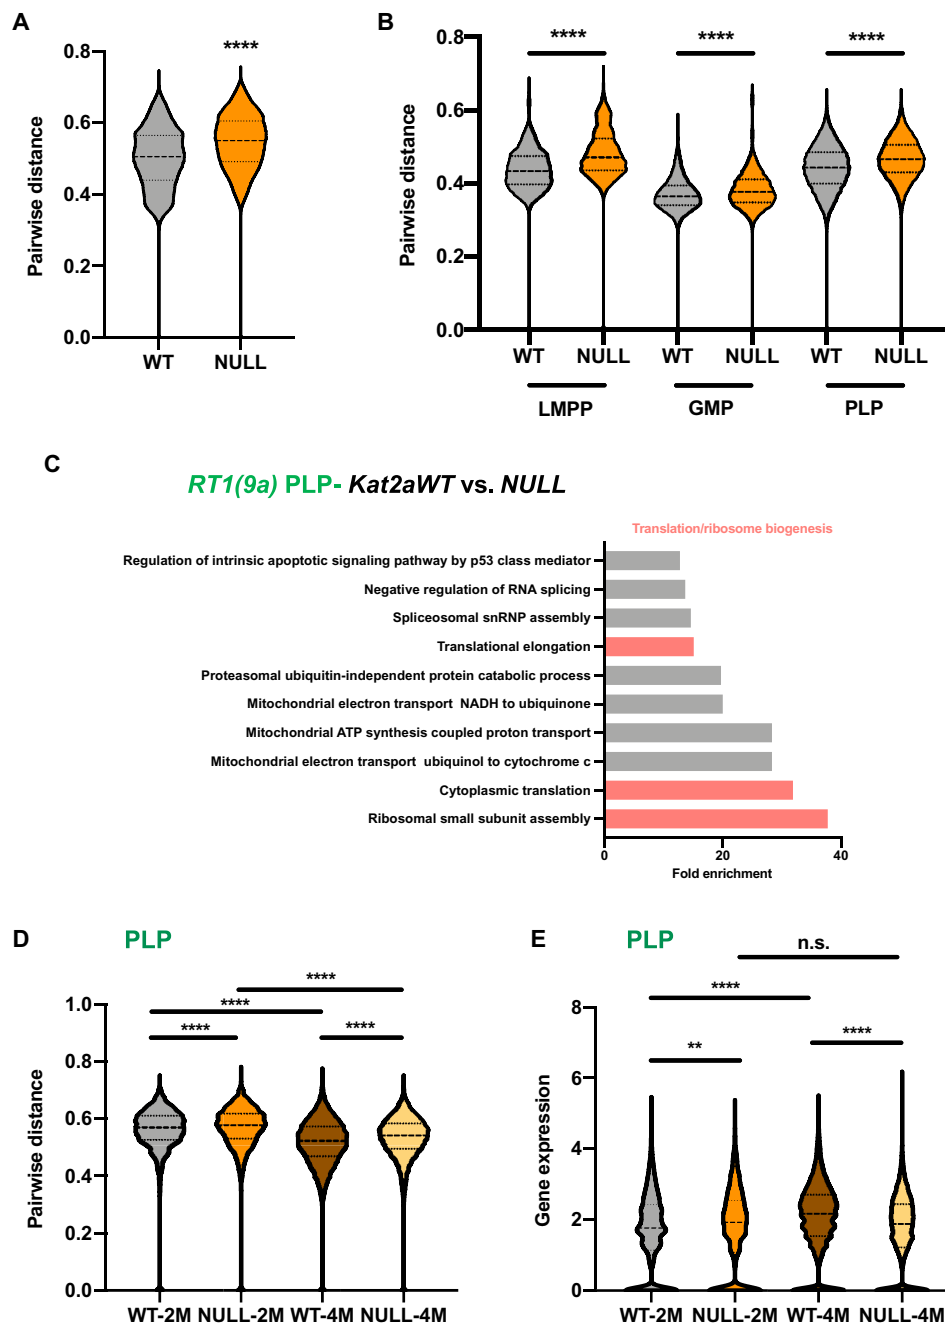 A
B
0.8
0.6
0.4
0.2
0.0
Pairwise distance
****
WT
NULL
0.8
0.6
0.4
0.2
0.0
Pairwise distance
****
****
****
WT
NULL
WT
NULL
WT
NULL
LMPP
GMP
PLP
C
RT1(9a) PLP- Kat2aWT vs. NULL
Translation/ribosome biogenesis
Regulation of intrinsic apoptotic signaling pathway by p53 class mediator
Negative regulation of RNA splicing
Spliceosomal snRNP assembly
Translational elongation
Proteasomal ubiquitin-independent protein catabolic process
Mitochondrial electron transport NADH to ubiquinone
Mitochondrial ATP synthesis coupled proton transport
Mitochondrial electron transport ubiquinol to cytochrome c
Cytoplasmic translation
Ribosomal small subunit assembly
0
20
40
Fold enrichment
D
PLP
****
****
****
****
1.0
0.8
0.6
0.4
0.2
0.0
Pairwise distance
WT-2M
NULL-2M
WT-4M
NULL-4M
E
PLP
n.s.
****
**
****
8
6
4
2
0
Gene expression
WT-2M
NULL-2M
WT-4M
NULL-4M